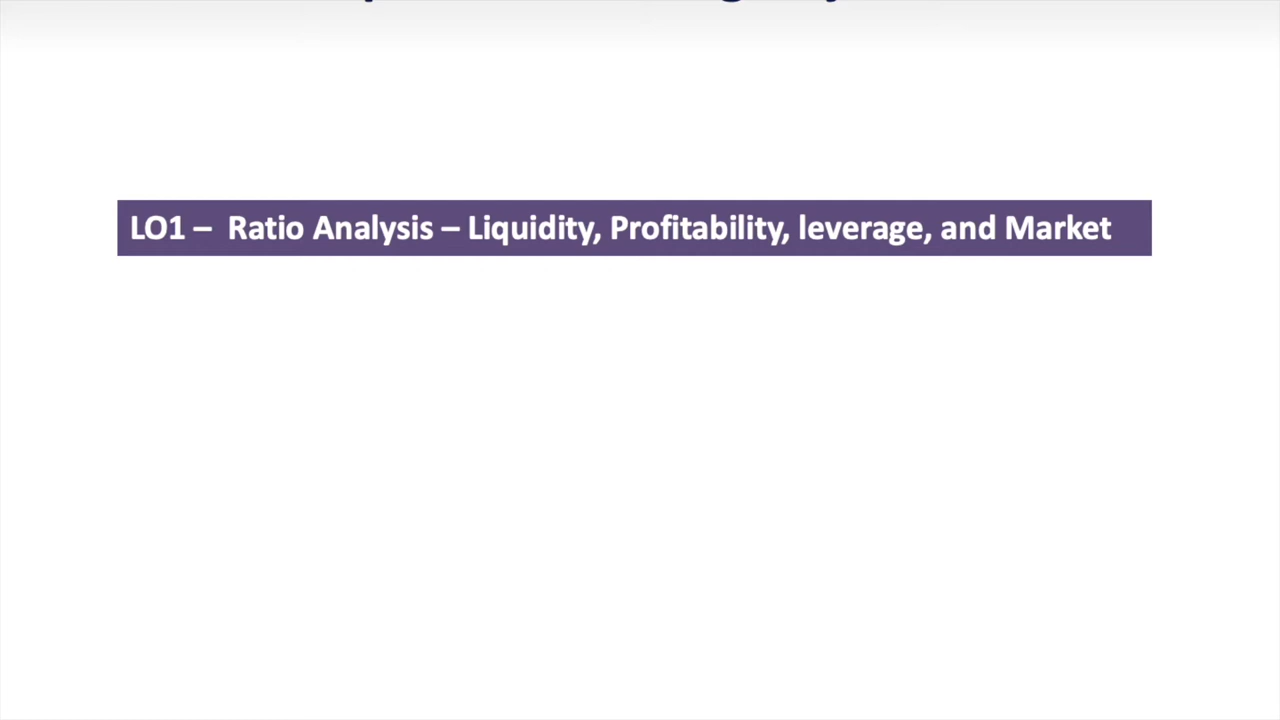 LO1 – Ratio Analysis – Liquidity, Profitability, leverage, and Market